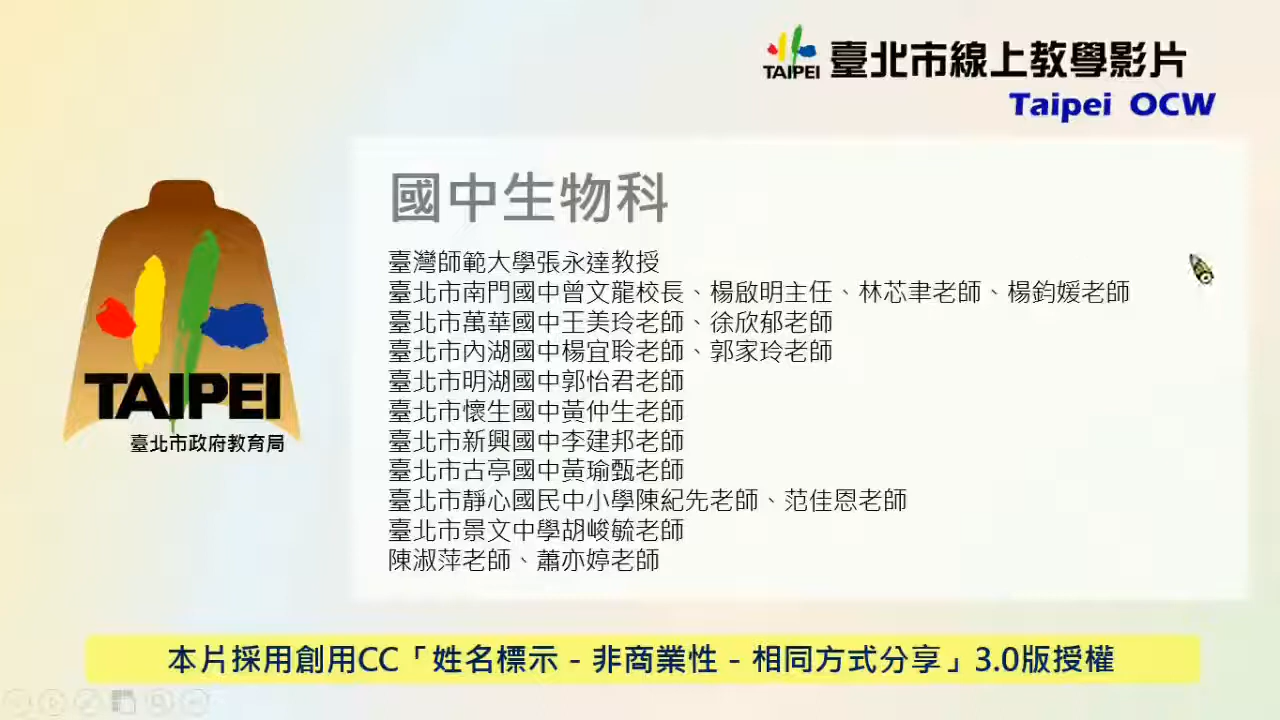 TAIPEI 臺北市線上教學影片
Taipei OCW
國中生物科
臺灣師範大學張永達教授
臺北市南門國中曾文龍校長、楊啟明主任、林芯聿老師、楊鈞媛老師
臺北市萬華國中王美玲老師、徐欣郁老師
臺北市內湖國中楊宜聆老師、郭家玲老師
臺北市明湖國中郭怡君老師
臺北市懷生國中黃仲生老師
臺北市新興國中李建邦老師
臺北市古亭國中黃瑜甄老師
臺北市靜心國民中小學陳紀先老師、范佳恩老師
臺北市景文中學胡峻毓老師
陳淑萍老師、蕭亦婷老師
TAIPEI
臺北市政府教育局
本片採用創用CC「姓名標示－非商業性－相同方式分享」3.0版授權